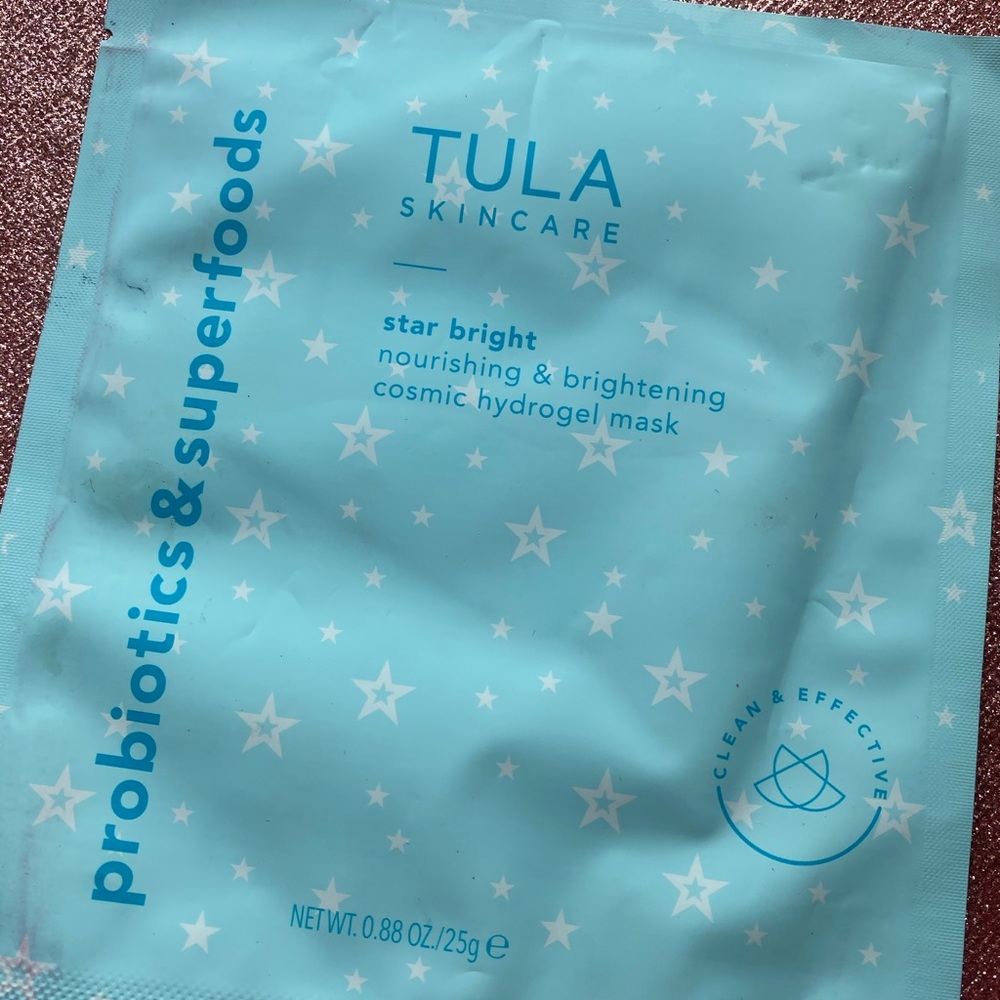 TULA
SKINCARE
star bright
nourishing & brightening
cosmic hydrogel mask
probiotics & superfoods
CLEAN & EFFECTIVE
NET WT. 0.88 OZ./25g ℮